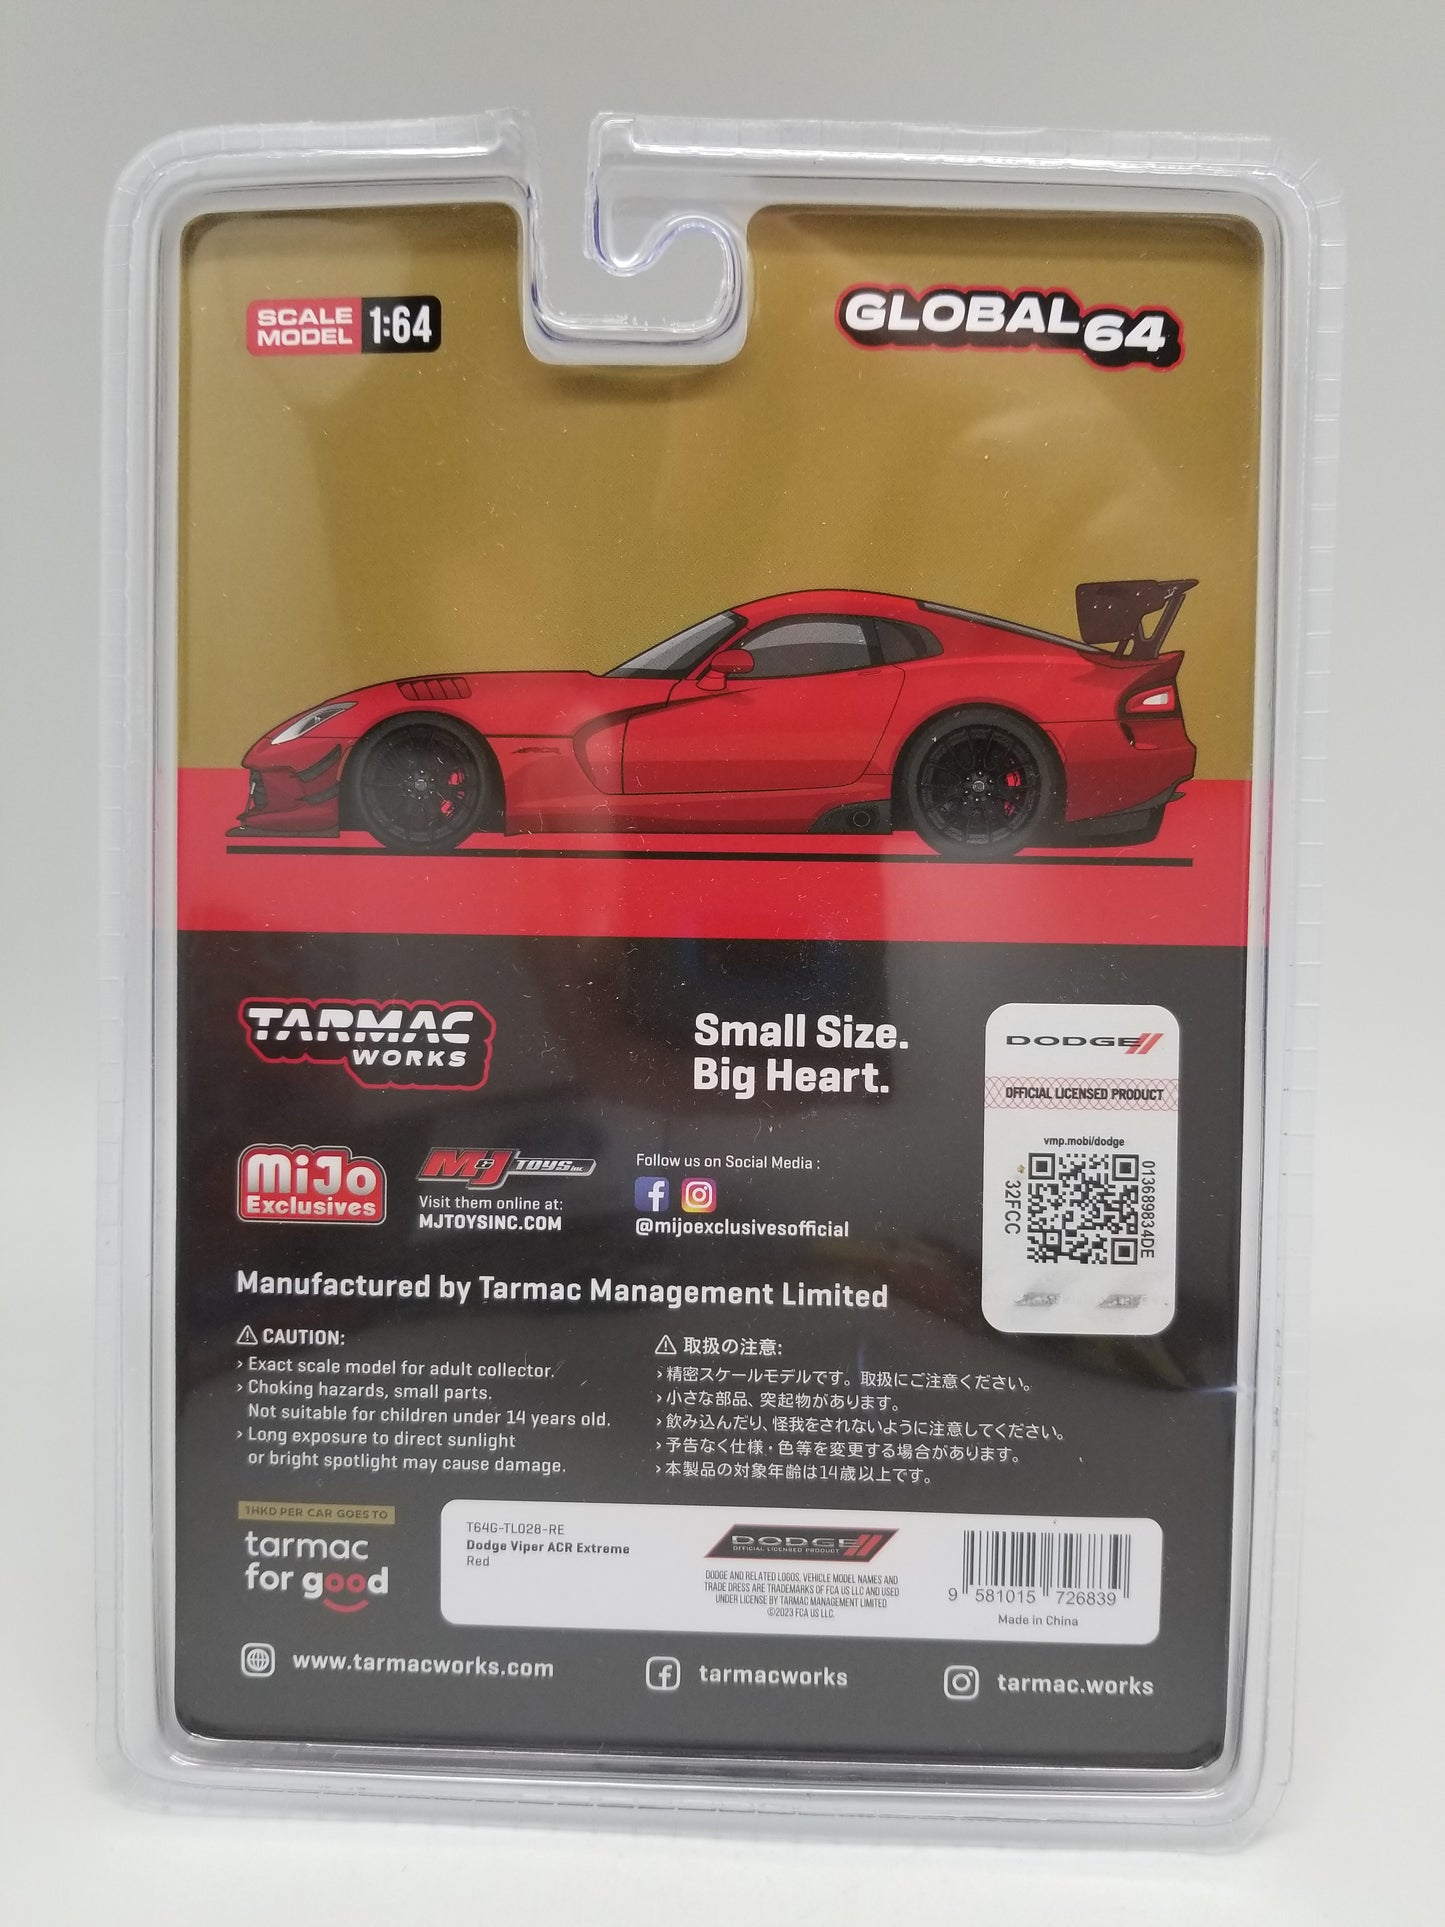 SCALE
MODEL 1:64
GLOBAL 64
TARMAC
WORKS
Small Size.
Big Heart.
DODGE
OFFICIAL LICENSED PRODUCT
vmp.mobi/dodge
013689834DE
32FCC
MiJo
Exclusives
M&J TOYS INC.
Visit them online at:
MJTOYSINC.COM
Follow us on Social Media :
@mijoexclusivesofficial
Manufactured by Tarmac Management Limited
⚠ CAUTION:
› Exact scale model for adult collector.
› Choking hazards, small parts.
Not suitable for children under 14 years old.
› Long exposure to direct sunlight
or bright spotlight may cause damage.
⚠ 取扱の注意:
› 精密スケールモデルです。取扱にご注意ください。
› 小さな部品、突起物があります。
› 飲み込んだり、怪我をされないように注意してください。
› 予告なく仕様・色等を変更する場合があります。
› 本製品の対象年齢は14歳以上です。
1HKD PER CAR GOES TO
tarmac
for good
T64G-TL028-RE
Dodge Viper ACR Extreme
Red
DODGE
OFFICIAL LICENSED PRODUCT
DODGE AND RELATED LOGOS, VEHICLE MODEL NAMES AND
TRADE DRESS ARE TRADEMARKS OF FCA US LLC AND USED
UNDER LICENSE BY TARMAC MANAGEMENT LIMITED
©2023 FCA US LLC.
9 581015 726839
Made in China
www.tarmacworks.com
tarmacworks
tarmac.works